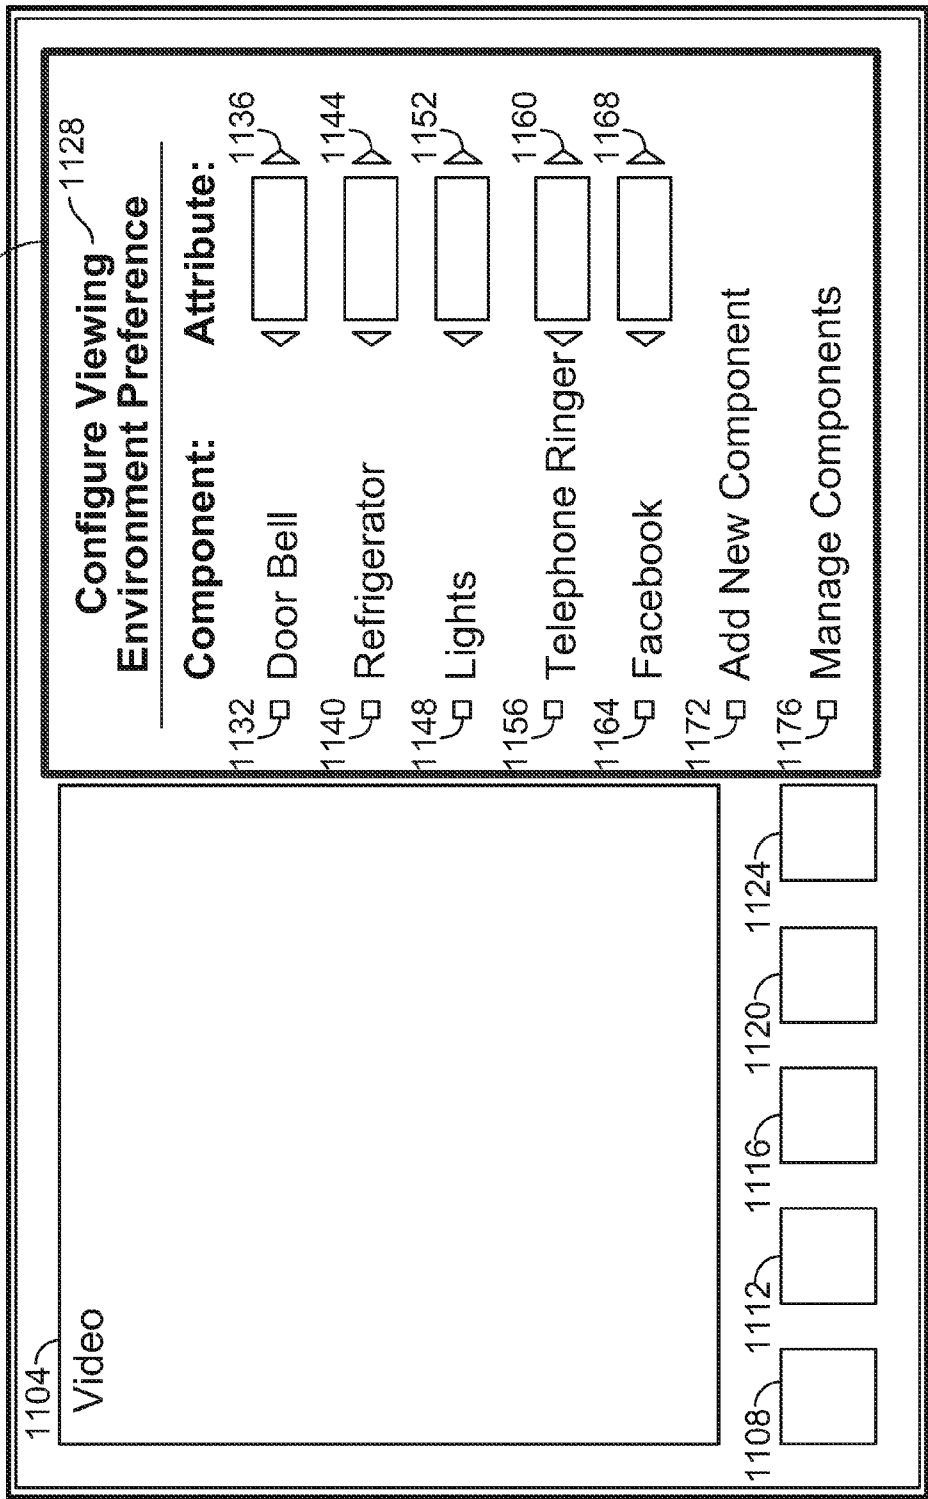 1104
Video
1108
1112
1116
1120
1124
Configure Viewing 1128
Environment Preference
Component: Attribute:
1132 Door Bell 1136
1140 Refrigerator 1144
1148 Lights 1152
1156 Telephone Ringer 1160
1164 Facebook 1168
1172 Add New Component
1176 Manage Components